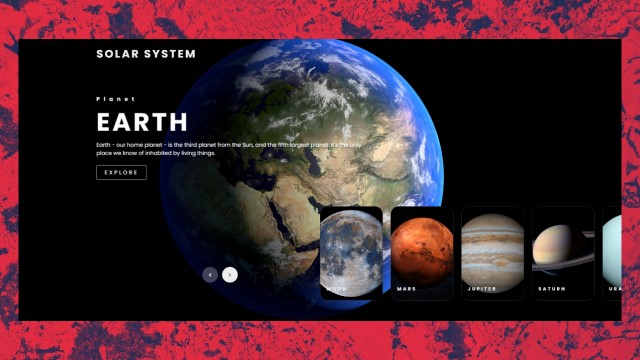 SOLAR SYSTEM
Planet
EARTH
Earth - our home planet - is the third planet from the Sun, and the fifth-largest planet. It's the only
place we know of inhabited by living things.
EXPLORE
MOON
MARS
JUPITER
SATURN
URA